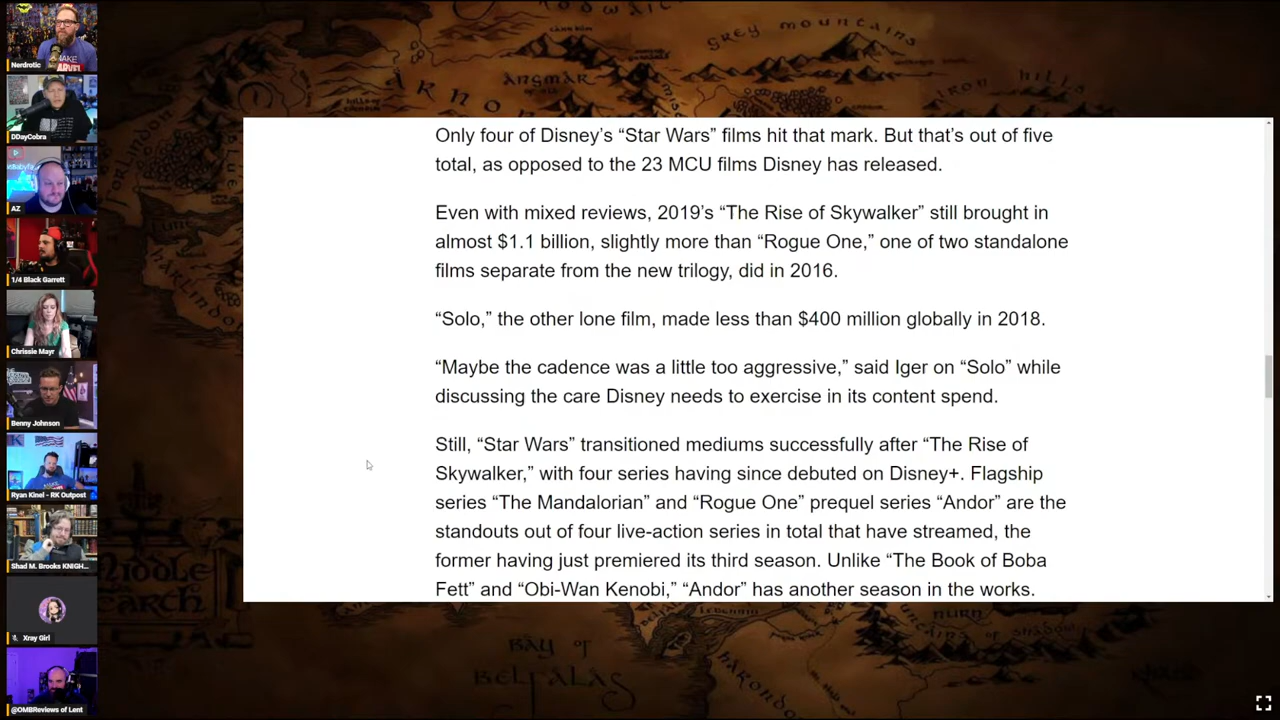 Nerdrotic
DDayCobra
AZ
1/4 Black Garrett
Chrissie Mayr
Benny Johnson
Ryan Kinel - RK Outpost
Shad M. Brooks KNIGH...
Xray Girl
@OMBReviews of Lent
GREY MOUNTAINS
ANGMAR
IRON HILLS
Only four of Disney’s “Star Wars” films hit that mark. But that’s out of five
total, as opposed to the 23 MCU films Disney has released.
Even with mixed reviews, 2019’s “The Rise of Skywalker” still brought in
almost $1.1 billion, slightly more than “Rogue One,” one of two standalone
films separate from the new trilogy, did in 2016.
“Solo,” the other lone film, made less than $400 million globally in 2018.
“Maybe the cadence was a little too aggressive,” said Iger on “Solo” while
discussing the care Disney needs to exercise in its content spend.
Still, “Star Wars” transitioned mediums successfully after “The Rise of
Skywalker,” with four series having since debuted on Disney+. Flagship
series “The Mandalorian” and “Rogue One” prequel series “Andor” are the
standouts out of four live-action series in total that have streamed, the
former having just premiered its third season. Unlike “The Book of Boba
Fett” and “Obi-Wan Kenobi,” “Andor” has another season in the works.
MIDDLE
EARTH
BAY OF
BELFALAS